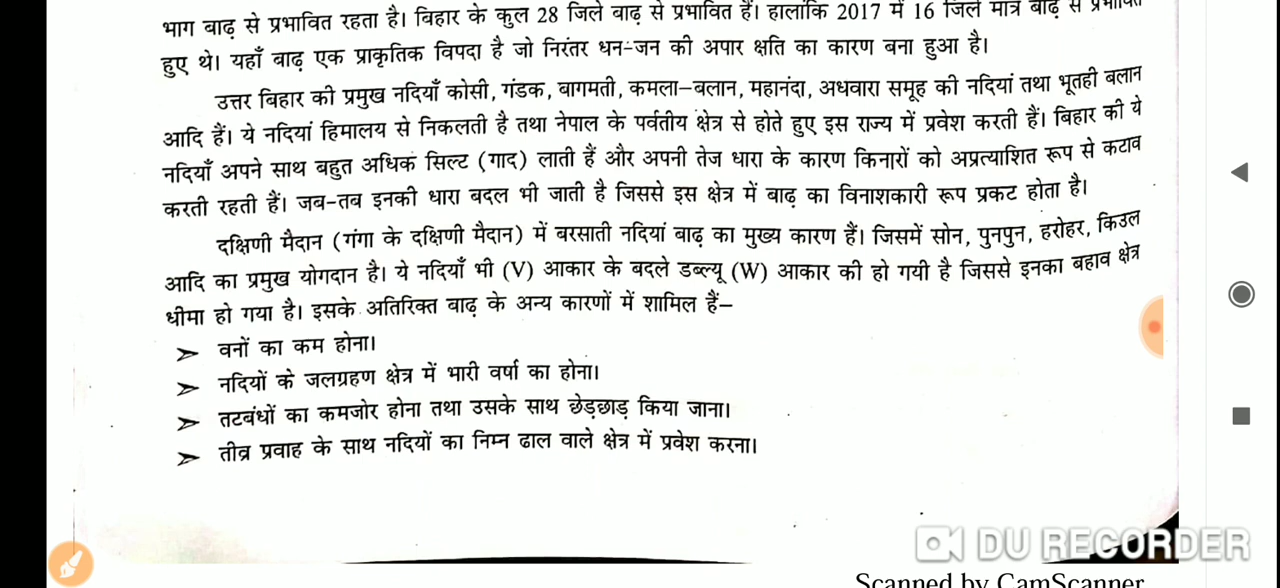 भाग बाढ़ से प्रभावित रहता है। बिहार के कुल 28 जिले बाढ़ से प्रभावित हैं। हालांकि 2017 में 16 जिले मात्र बाढ़ से प्रभावित
हुए थे। यहाँ बाढ़ एक प्राकृतिक विपदा है जो निरंतर धन-जन की अपार क्षति का कारण बना हुआ है।
उत्तर बिहार की प्रमुख नदियाँ कोसी, गंडक, बागमती, कमला-बलान, महानंदा, अधवारा समूह की नदियां तथा भूतही बलान
आदि हैं। ये नदियां हिमालय से निकलती है तथा नेपाल के पर्वतीय क्षेत्र से होते हुए इस राज्य में प्रवेश करती हैं। बिहार की ये
नदियाँ अपने साथ बहुत अधिक सिल्ट (गाद) लाती हैं और अपनी तेज धारा के कारण किनारों को अप्रत्याशित रूप से कटाव
करती रहती हैं। जब-तब इनकी धारा बदल भी जाती है जिससे इस क्षेत्र में बाढ़ का विनाशकारी रूप प्रकट होता है।
दक्षिणी मैदान (गंगा के दक्षिणी मैदान) में बरसाती नदियां बाढ़ का मुख्य कारण हैं। जिसमें सोन, पुनपुन, हरोहर, किउल
आदि का प्रमुख योगदान है। ये नदियाँ भी (V) आकार के बदले डब्ल्यू (W) आकार की हो गयी है जिससे इनका बहाव क्षेत्र
धीमा हो गया है। इसके अतिरिक्त बाढ़ के अन्य कारणों में शामिल हैं-
➢ वनों का कम होना।
➢ नदियों के जलग्रहण क्षेत्र में भारी वर्षा का होना।
➢ तटबंधों का कमजोर होना तथा उसके साथ छेड़छाड़ किया जाना।
➢ तीव्र प्रवाह के साथ नदियों का निम्न ढाल वाले क्षेत्र में प्रवेश करना।
DU RECORDER
Scanned by CamScanner